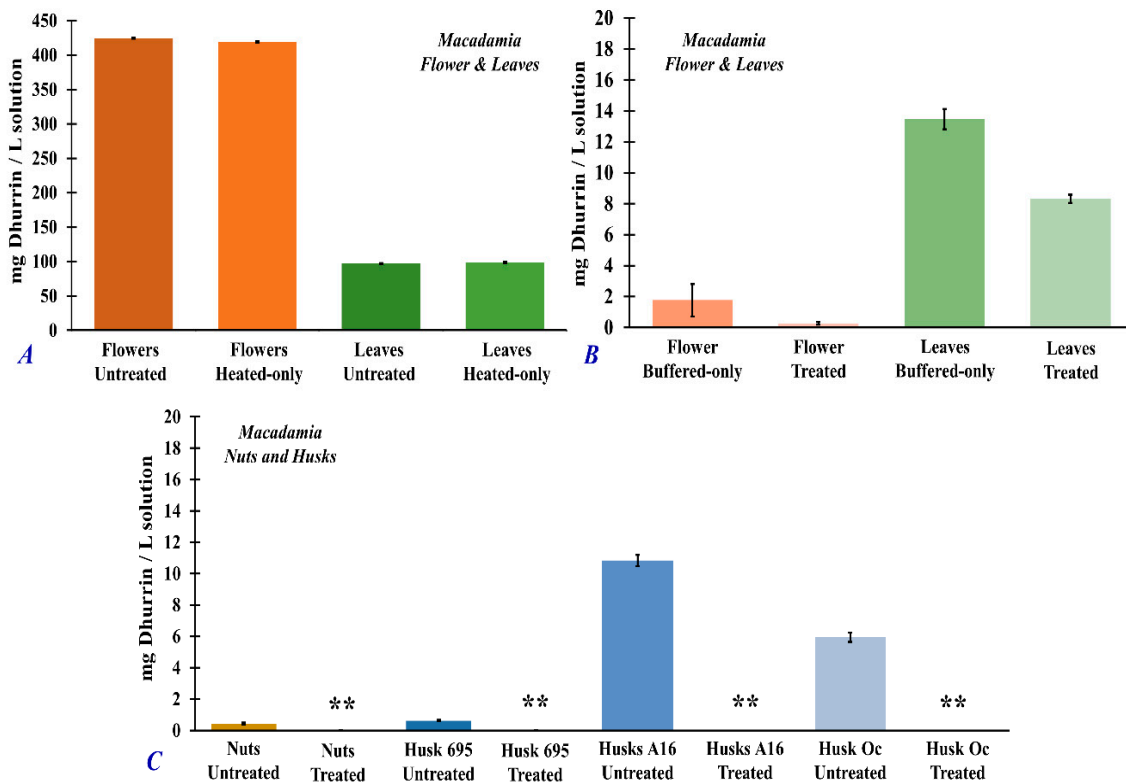 mg Dhurrin / L solution
450
400
350
300
250
200
150
100
50
0
Macadamia
Flower & Leaves
Flowers Flowers Leaves Leaves
Untreated Heated-only Untreated Heated-only
A
mg Dhurrin / L solution
20
18
16
14
12
10
8
6
4
2
0
Macadamia
Flower & Leaves
Flower Flower Leaves Leaves
Buffered-only Treated Buffered-only Treated
B
mg Dhurrin / L solution
20
18
16
14
12
10
8
6
4
2
0
Macadamia
Nuts and Husks
** ** ** **
Nuts Nuts Husk 695 Husk 695 Husks A16 Husks A16 Husk Oc Husk Oc
Untreated Treated Untreated Treated Untreated Treated Untreated Treated
C